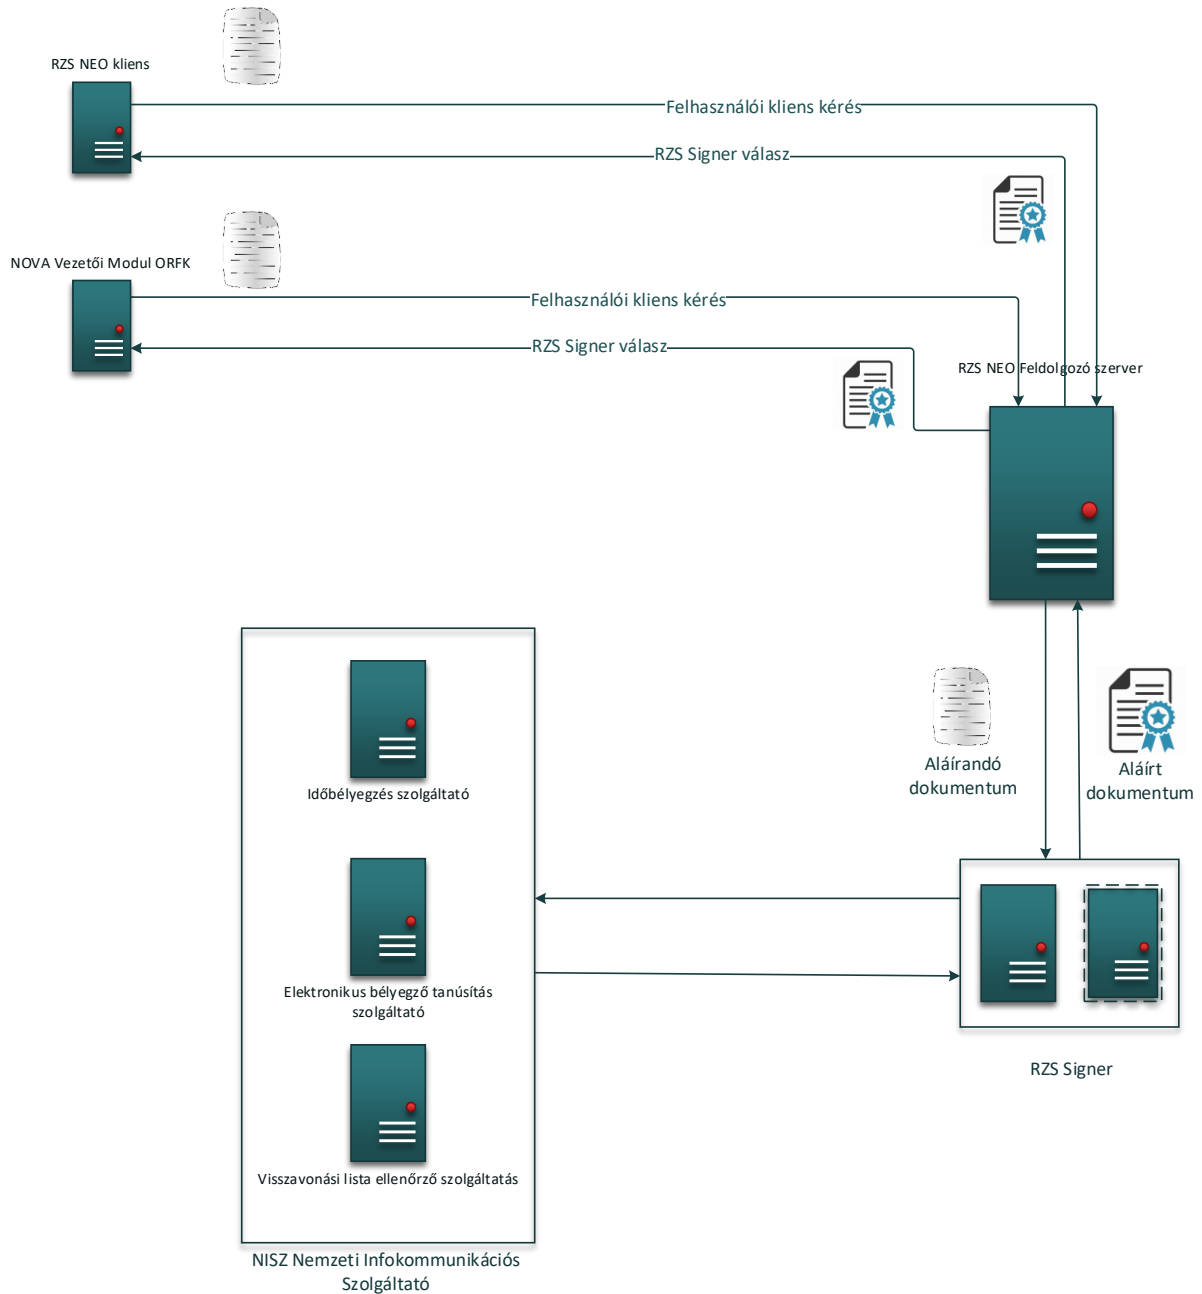 RZS NEO kliens
Felhasználói kliens kérés
RZS Signer válasz
NOVA Vezetői Modul ORFK
Felhasználói kliens kérés
RZS Signer válasz
RZS NEO Feldolgozó szerver
Aláírandó
dokumentum
Aláírt
dokumentum
Időbélyegzés szolgáltató
Elektronikus bélyegző tanúsítás
szolgáltató
RZS Signer
Visszavonási lista ellenőrző szolgáltatás
NISZ Nemzeti Infokommunikációs
Szolgáltató